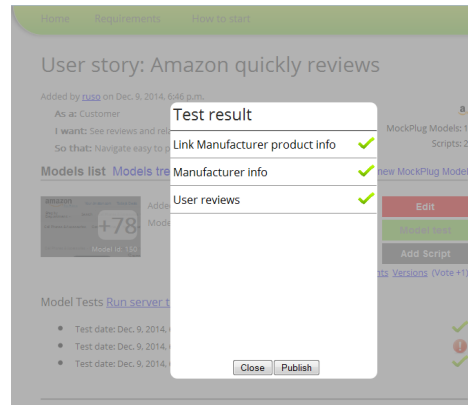 Home Requirements How to start
User story: Amazon quickly reviews
Added by ruso on Dec. 9, 2014, 6:46 p.m.
As a: Customer
a
I want: See reviews and rel
MockPlug Models: 1
So that: Navigate easy to p
Scripts: 2
Models list Models tre
new MockPlug Model
amazon
+78
Model Id: 150
Adde
Mode
Edit
Model test
Add Script
nts Versions (Vote +1)
Model Tests Run server t
Test date: Dec. 9, 2014,
Test date: Dec. 9, 2014,
Test date: Dec. 9, 2014,
Test result
Link Manufacturer product info
Manufacturer info
User reviews
Close Publish